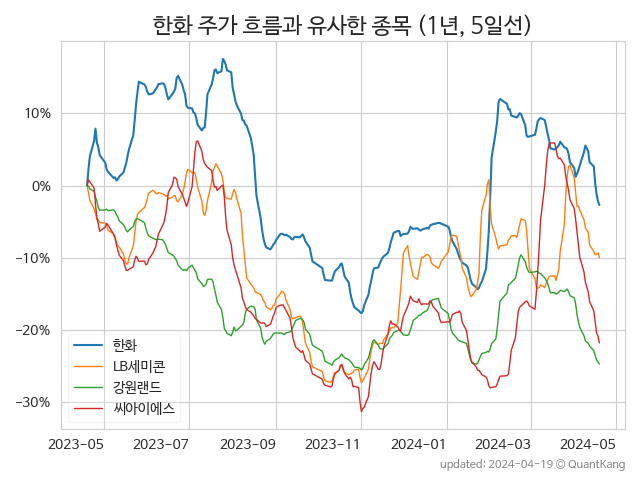 한화 주가 흐름과 유사한 종목 (1년, 5일선)
10%
0%
−10%
−20%
−30%
한화
LB세미콘
강원랜드
씨아이에스
2023-05 2023-07 2023-09 2023-11 2024-01 2024-03 2024-05
updated: 2024-04-19 © QuantKang